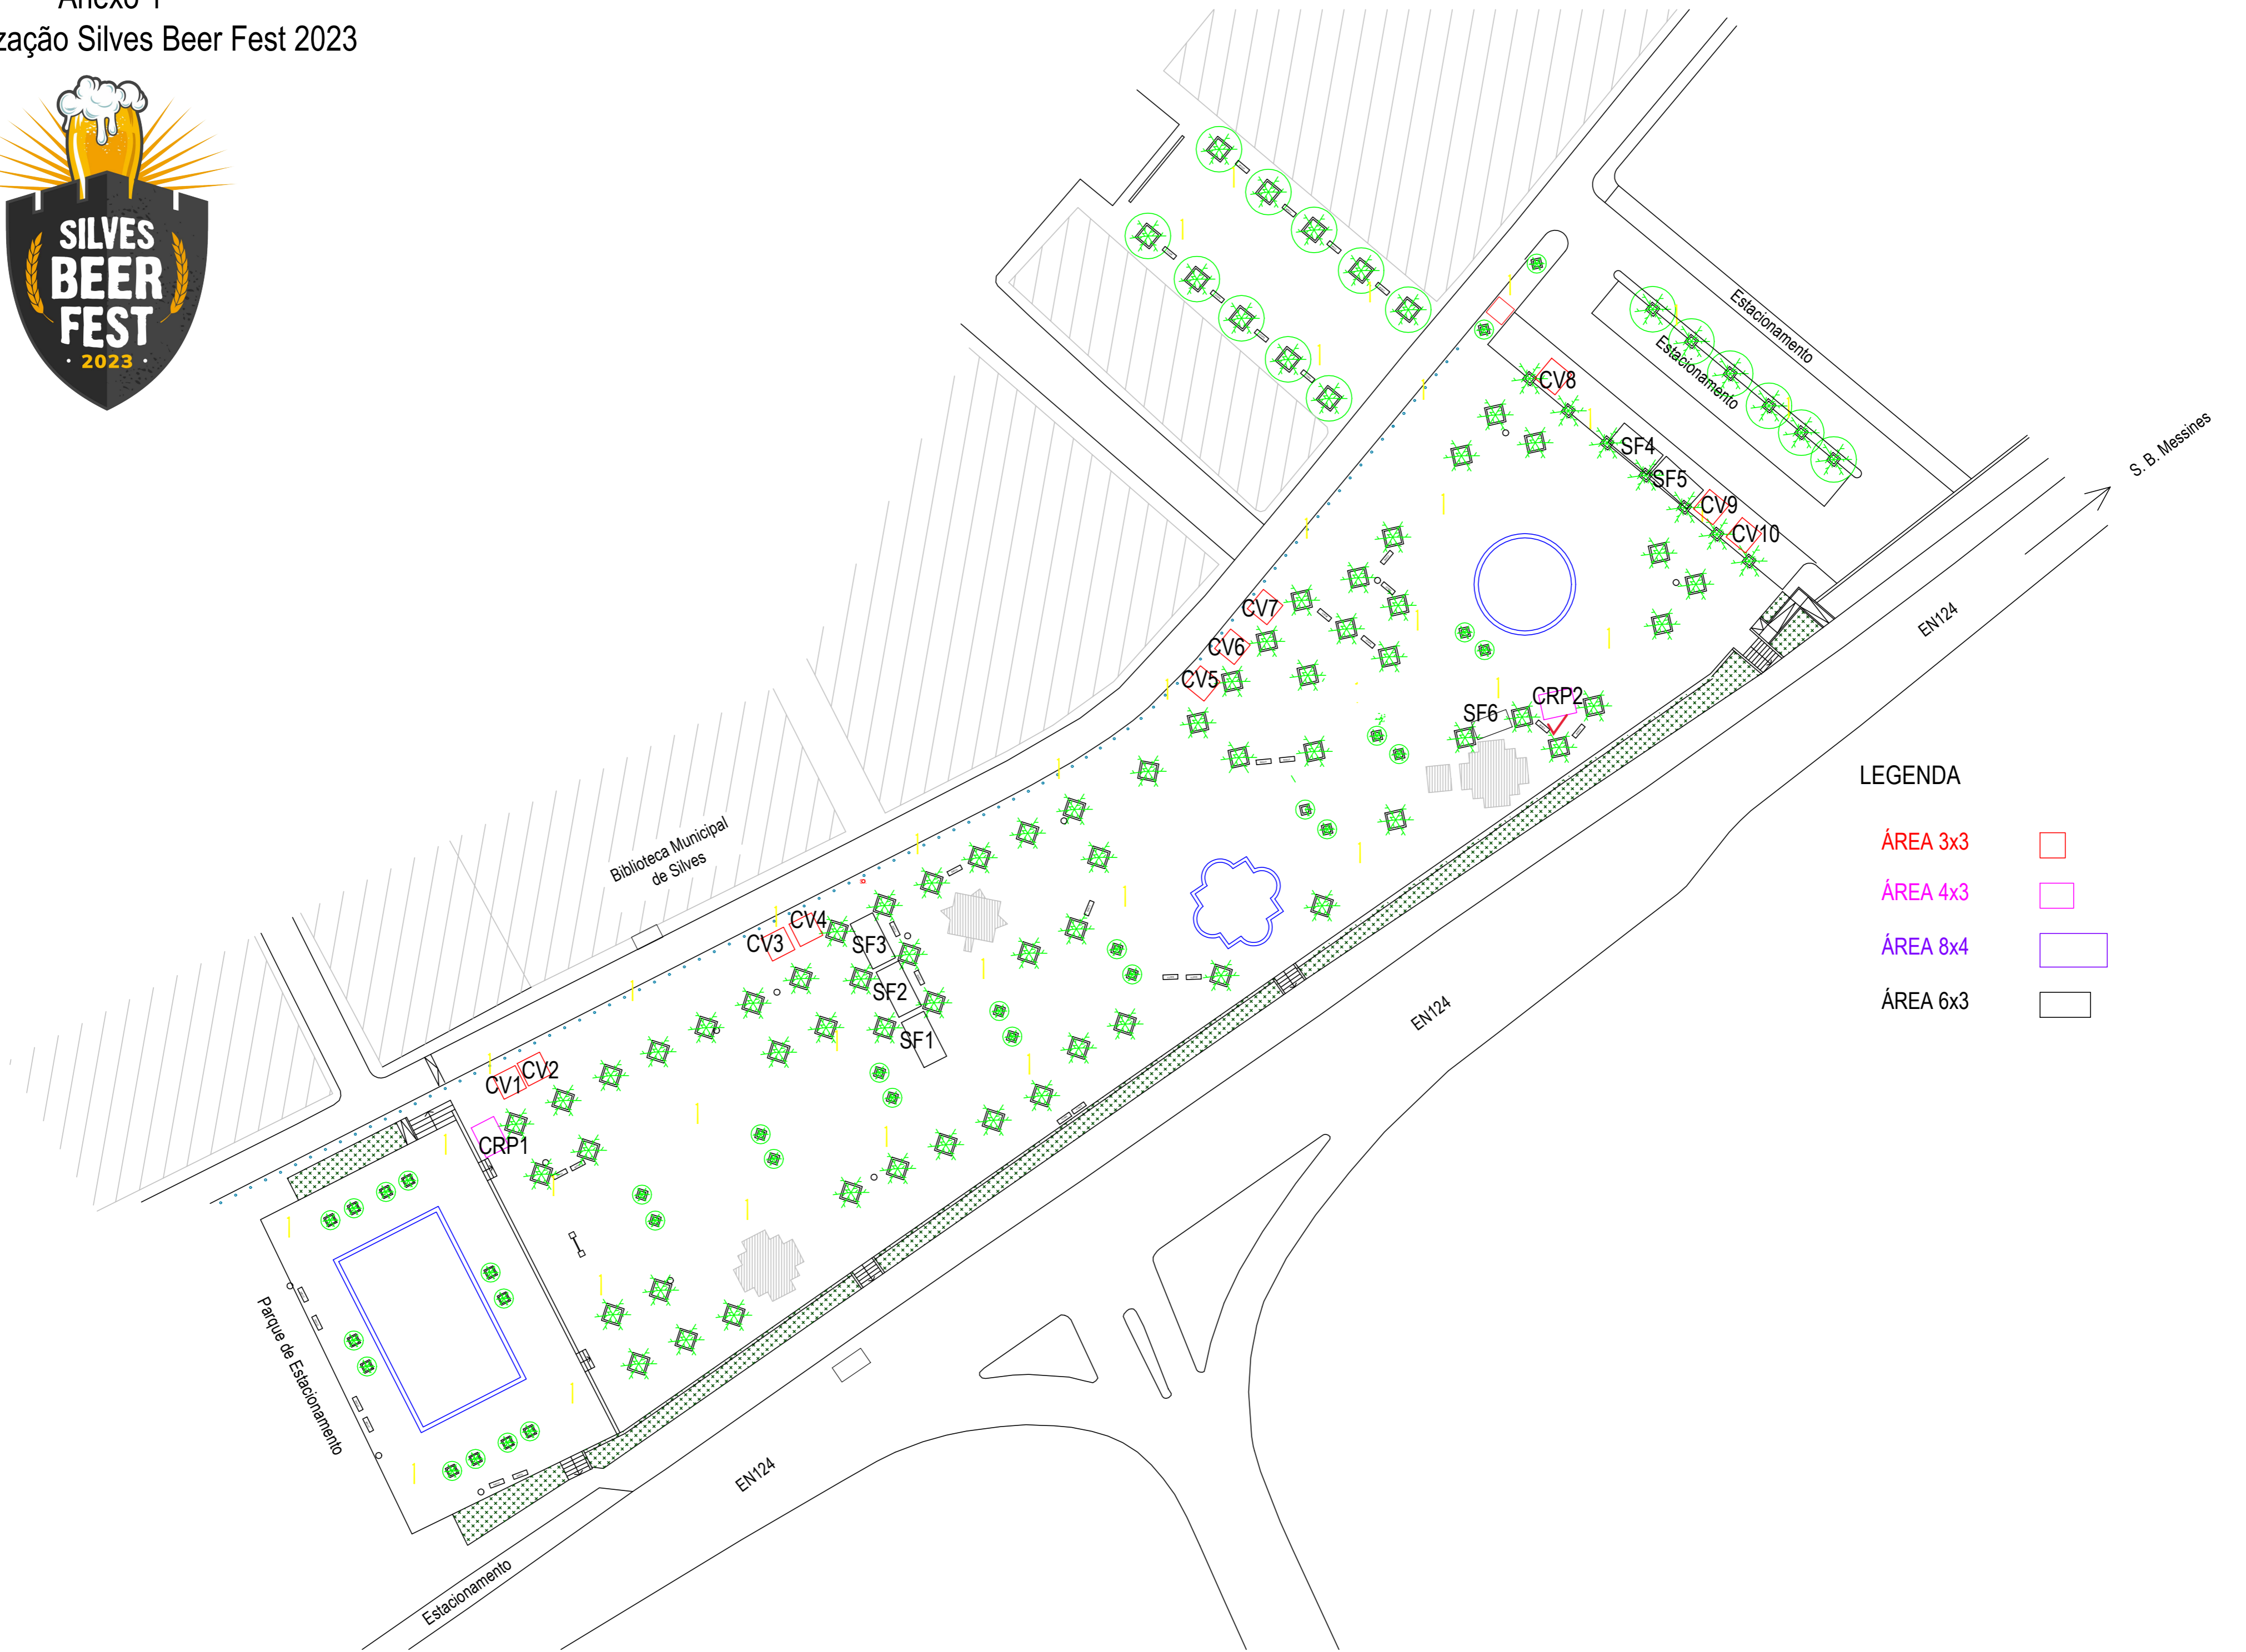 Anexo 1
zação Silves Beer Fest 2023
SILVES
BEER
FEST
· 2023 ·
Estacionamento
Estacionamento
S. B. Messines
CV8
SF4
SF5
CV9
CV10
EN124
CV7
CV6
CV5
CRP2
SF6
LEGENDA
ÁREA 3x3
ÁREA 4x3
ÁREA 8x4
ÁREA 6x3
Biblioteca Municipal
de Silves
CV4
CV3
SF3
SF2
SF1
EN124
CV2
CV1
CRP1
Parque de Estacionamento
EN124
Estacionamento